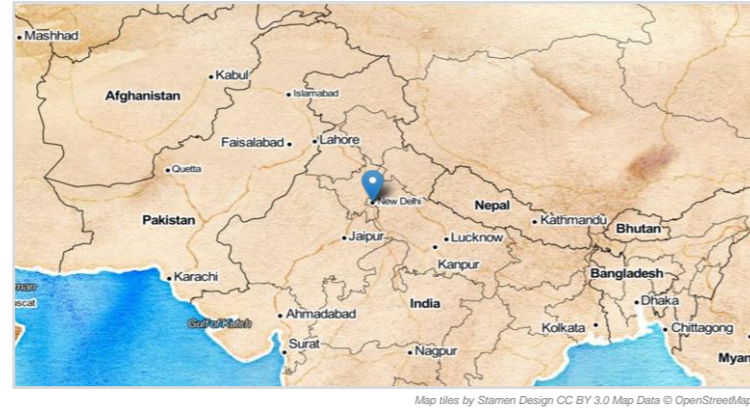 Mashhad
Kabul
Afghanistan
Islamabad
Faisalabad
Lahore
Quetta
New Delhi
Nepal
Pakistan
Kathmandu
Bhutan
Jaipur
Lucknow
Kanpur
Karachi
Bangladesh
India
Dhaka
Ahmadabad
Gulf of Kutch
Kolkata
Chittagong
Surat
Nagpur
Map tiles by Stamen Design CC BY 3.0 Map Data © OpenStreetMap